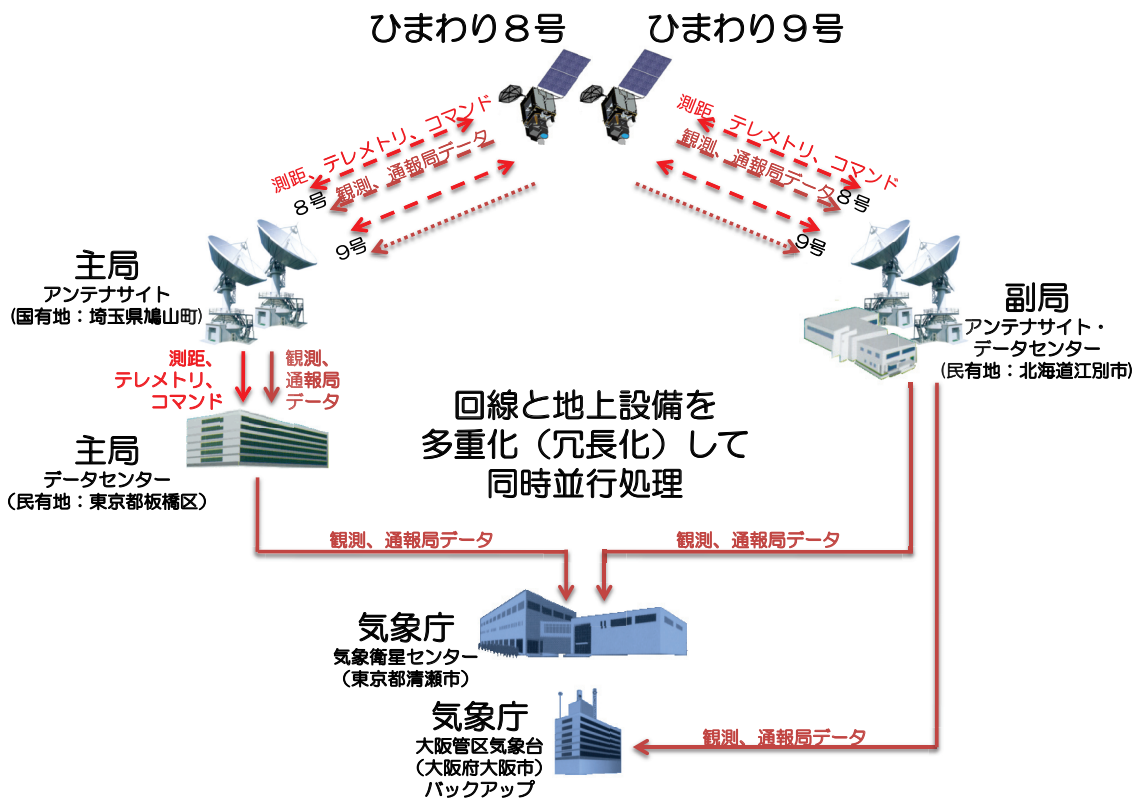 ひまわり８号
ひまわり９号
測距、テレメトリ、コマンド
観測、通報局データ
８号
９号
測距、テレメトリ、コマンド
観測、通報局データ
８号
９号
主局
アンテナサイト
(国有地：埼玉県鳩山町)
副局
アンテナサイト・
データセンター
(民有地：北海道江別市)
測距、
テレメトリ、
コマンド
観測、
通報局
データ
回線と地上設備を
多重化（冗長化）して
同時並行処理
主局
データセンター
（民有地：東京都板橋区）
観測、通報局データ
観測、通報局データ
気象庁
気象衛星センター
（東京都清瀬市）
気象庁
大阪管区気象台
（大阪府大阪市）
バックアップ
観測、通報局データ